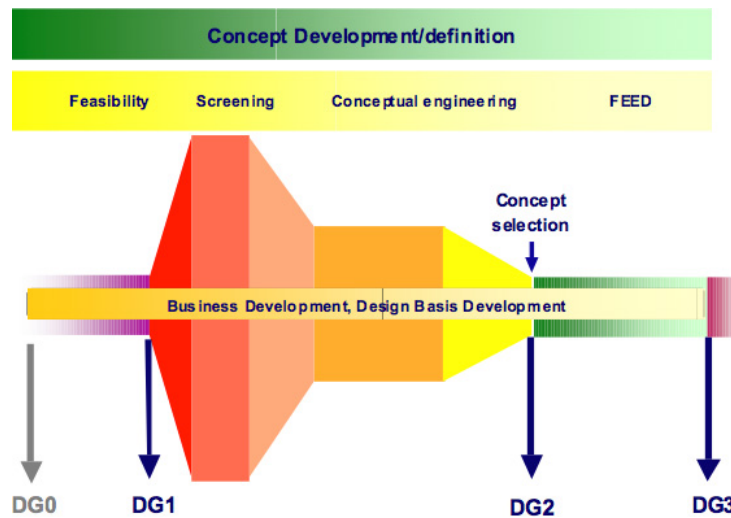 Concept Development/definition
Feasibility Screening Conceptual engineering FEED
Concept
selection
Business Development, Design Basis Development
DG0 DG1 DG2 DG3